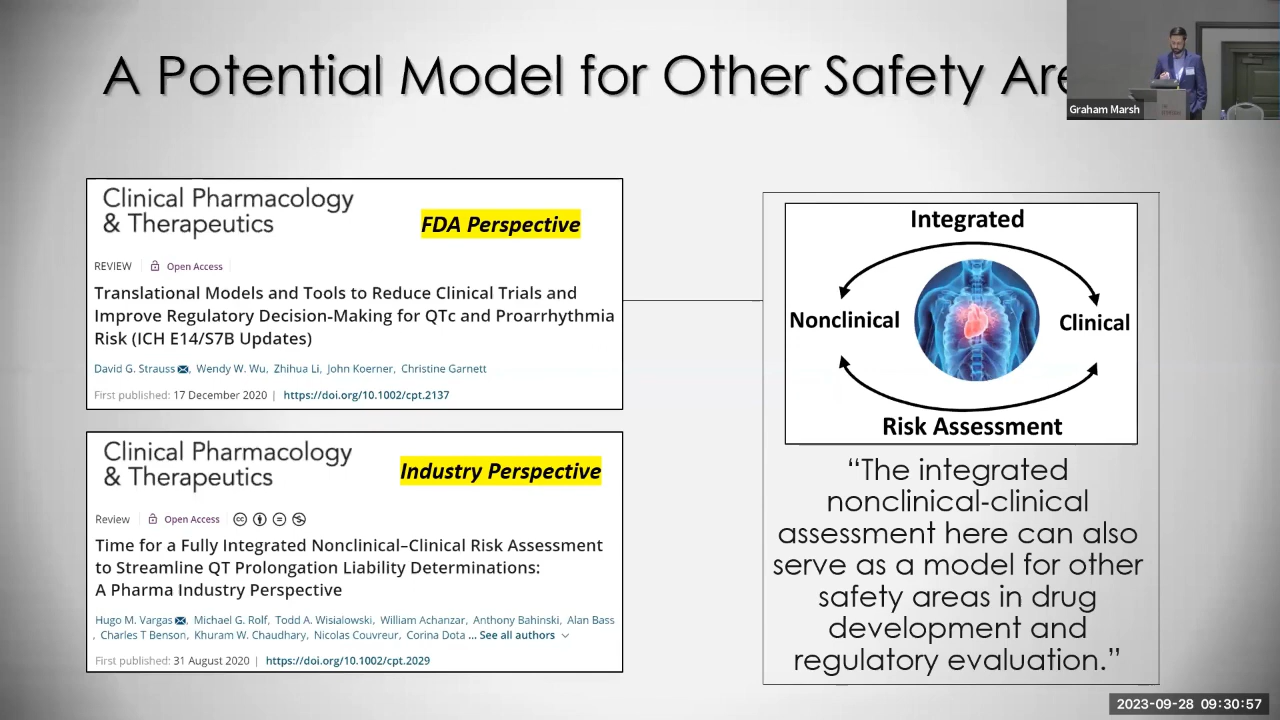 A Potential Model for Other Safety Are
Graham Marsh
Clinical Pharmacology
& Therapeutics
FDA Perspective
REVIEW
Open Access
Translational Models and Tools to Reduce Clinical Trials and
Improve Regulatory Decision-Making for QTc and Proarrhythmia
Risk (ICH E14/S7B Updates)
David G. Strauss, Wendy W. Wu, Zhihua Li, John Koerner, Christine Garnett
First published: 17 December 2020 | https://doi.org/10.1002/cpt.2137
Clinical Pharmacology
& Therapeutics
Industry Perspective
Review
Open Access
Time for a Fully Integrated Nonclinical–Clinical Risk Assessment
to Streamline QT Prolongation Liability Determinations:
A Pharma Industry Perspective
Hugo M. Vargas, Michael G. Rolf, Todd A. Wisialowski, William Achanzar, Anthony Bahinski, Alan Bass
, Charles T Benson, Khuram W. Chaudhary, Nicolas Couvreur, Corina Dota ... See all authors
First published: 31 August 2020 | https://doi.org/10.1002/cpt.2029
Integrated
Nonclinical
Clinical
Risk Assessment
“The integrated
nonclinical-clinical
assessment here can also
serve as a model for other
safety areas in drug
development and
regulatory evaluation.”
2023-09-28 09:30:57